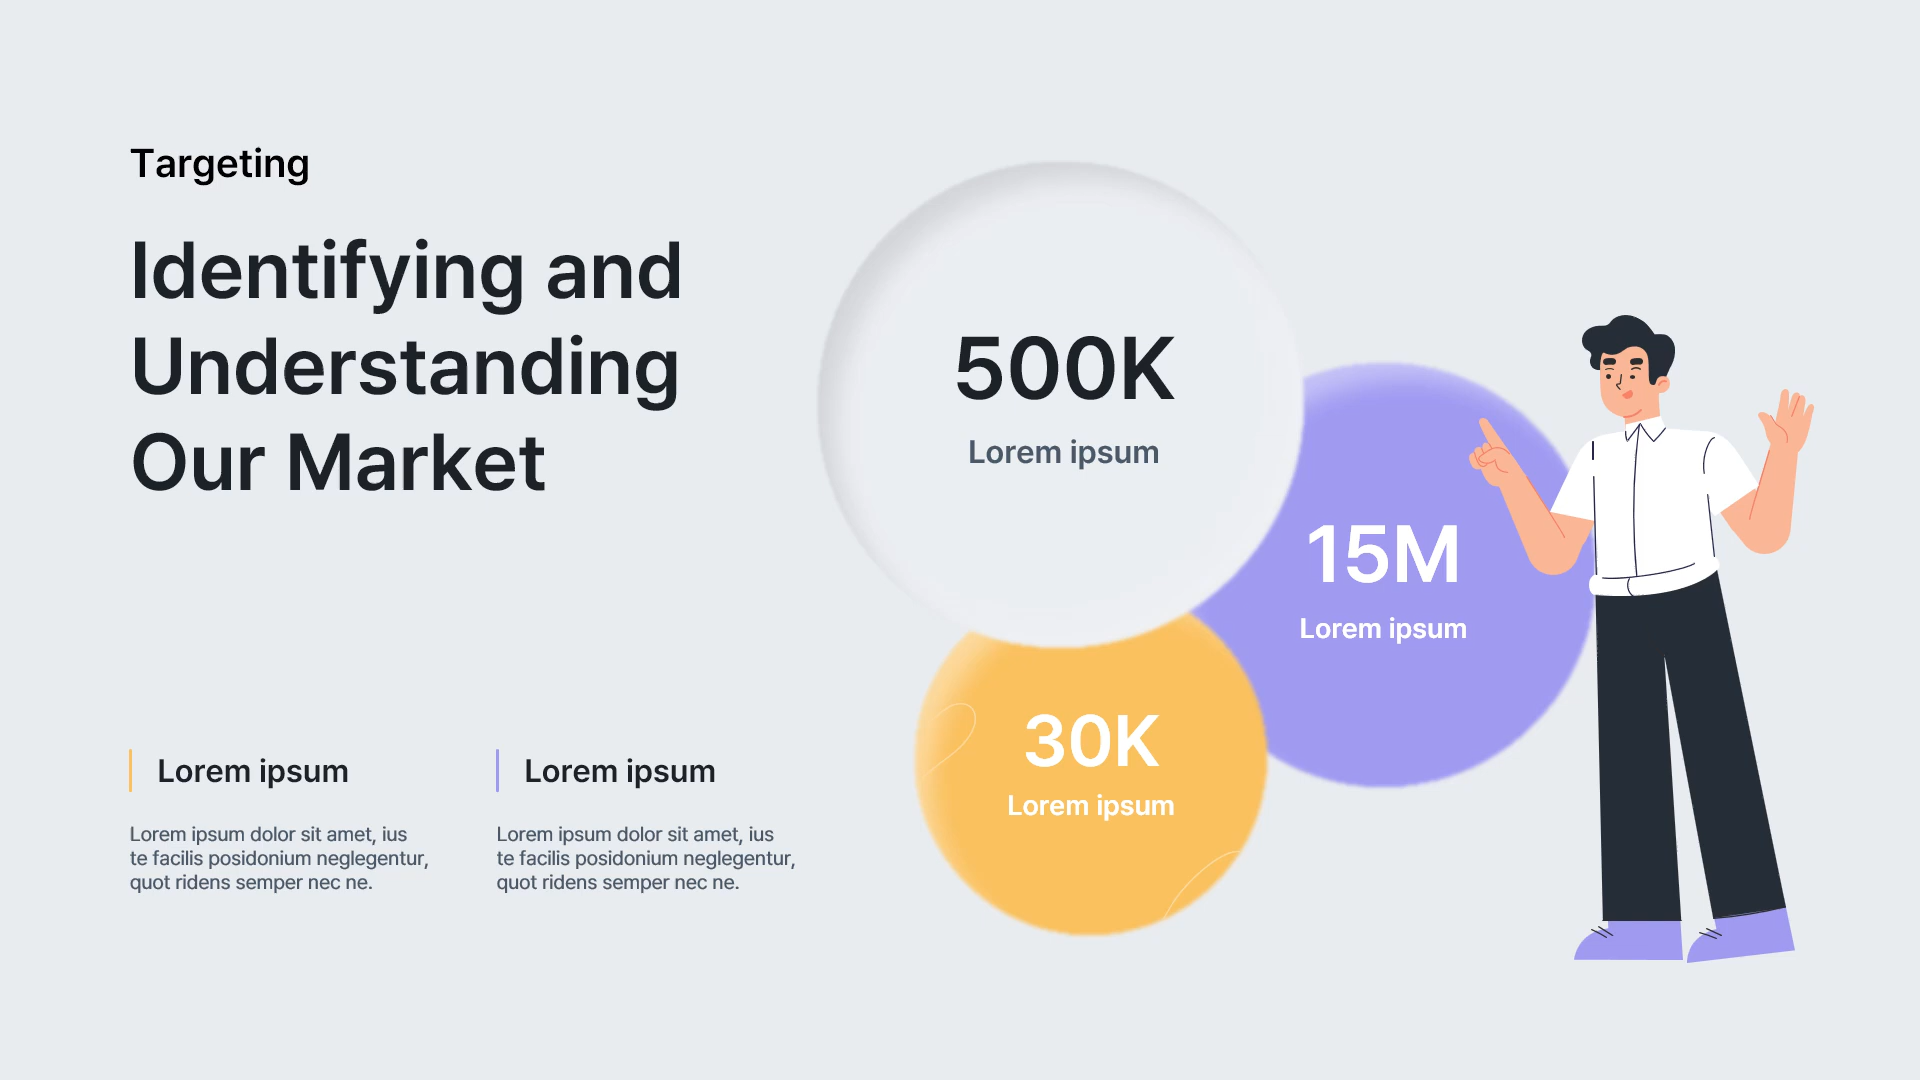 Targeting
Identifying and
Understanding
Our Market
500K
Lorem ipsum
15M
Lorem ipsum
30K
Lorem ipsum
Lorem ipsum
Lorem ipsum dolor sit amet, ius
te facilis posidonium neglegentur,
quot ridens semper nec ne.
Lorem ipsum
Lorem ipsum dolor sit amet, ius
te facilis posidonium neglegentur,
quot ridens semper nec ne.